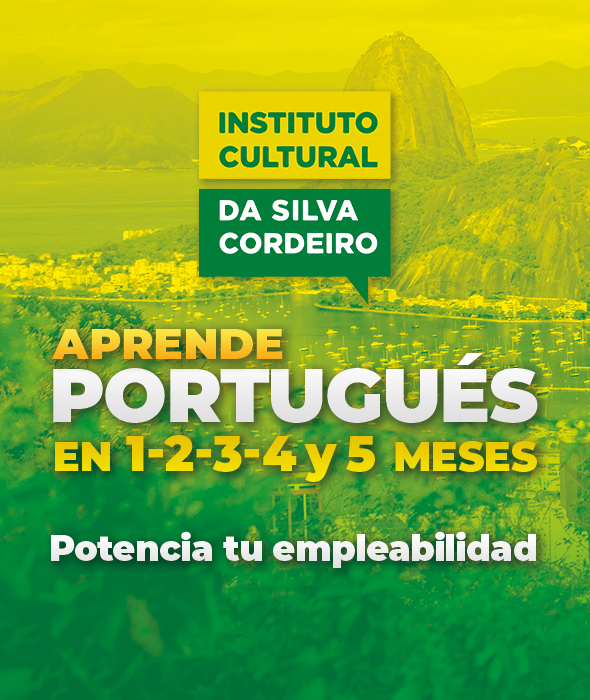 INSTITUTO
CULTURAL
DA SILVA
CORDEIRO
APRENDE
PORTUGUÉS
EN 1-2-3-4 y 5 MESES
Potencia tu empleabilidad